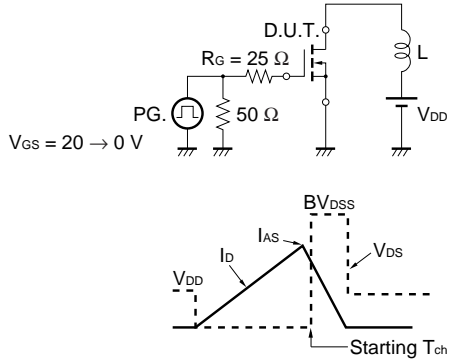 D.U.T.
RG = 25 Ω
L
PG.
50 Ω
VDD
VGS = 20 → 0 V
BVDSS
IAS
ID
VDS
VDD
Starting Tch